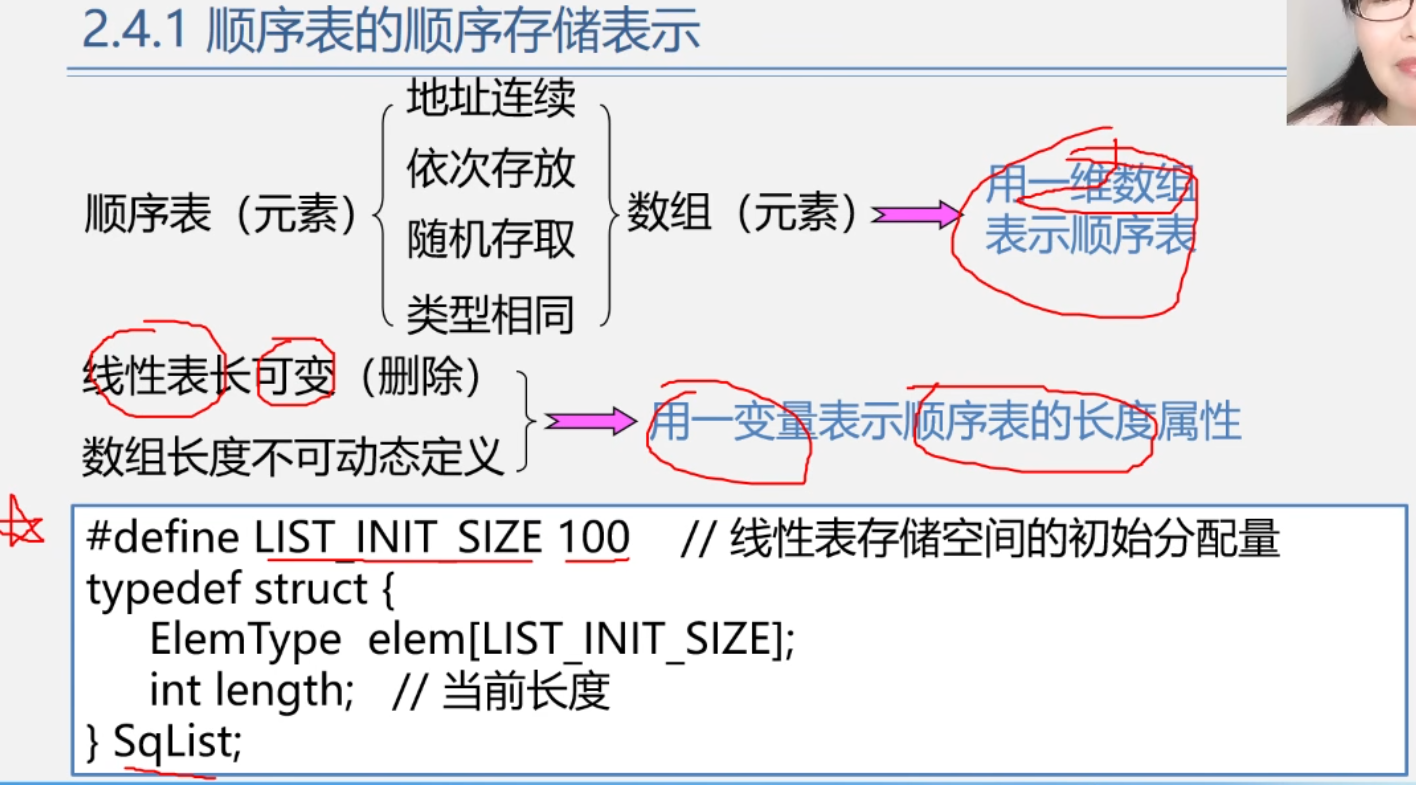 2.4.1 顺序表的顺序存储表示
地址连续
依次存放
顺序表（元素）
随机存取
类型相同
数组（元素）
用一维数组
表示顺序表
线性表长可变（删除）
数组长度不可动态定义
用一变量表示顺序表的长度属性
#define LIST_INIT_SIZE 100 // 线性表存储空间的初始分配量
typedef struct {
ElemType elem[LIST_INIT_SIZE];
int length; // 当前长度
} SqList;